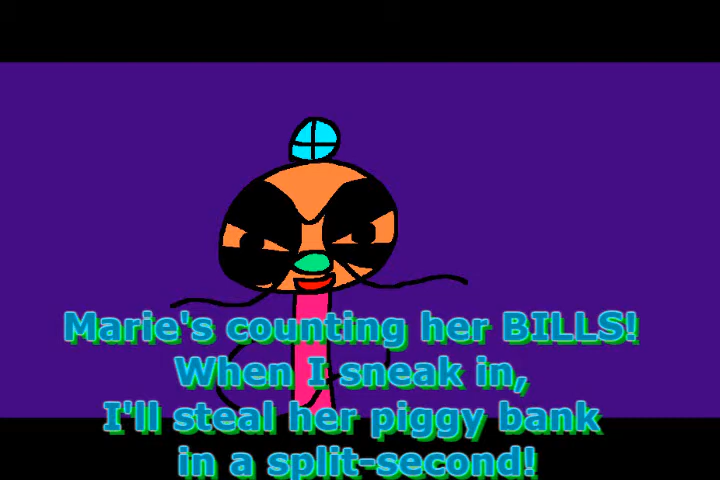 Marie's counting her BILLS!
When I sneak in,
I'll steal her piggy bank
in a split-second!